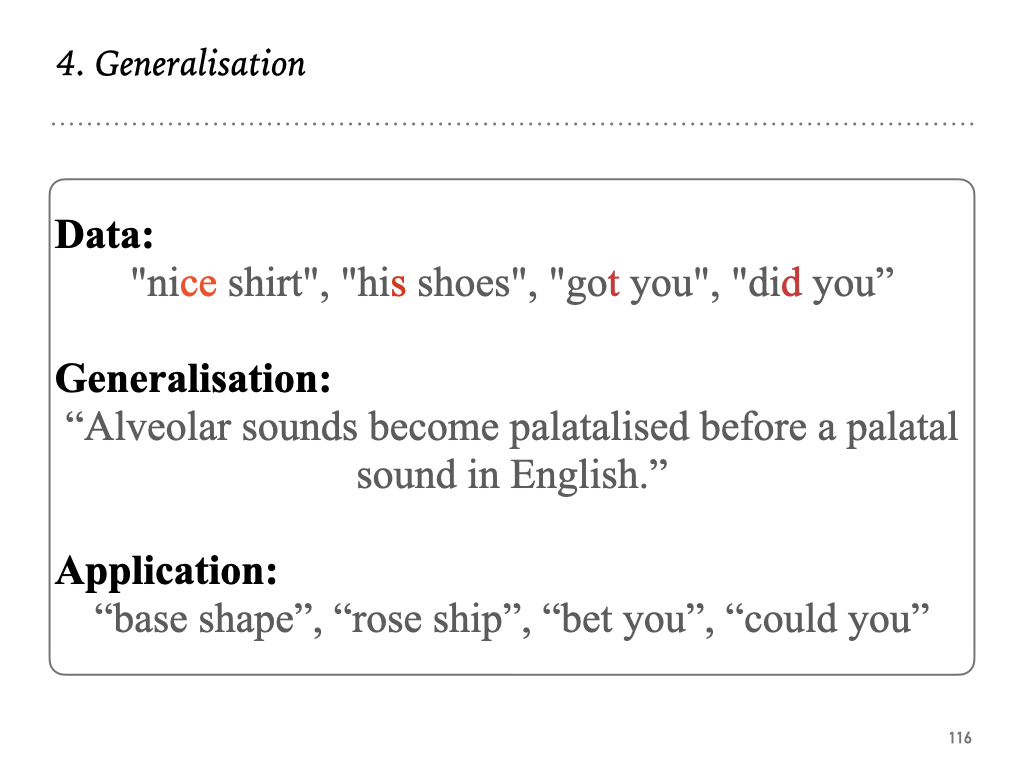 4. Generalisation
Data:
"nice shirt", "his shoes", "got you", "did you”
Generalisation:
“Alveolar sounds become palatalised before a palatal
sound in English.”
Application:
“base shape”, “rose ship”, “bet you”, “could you”
116